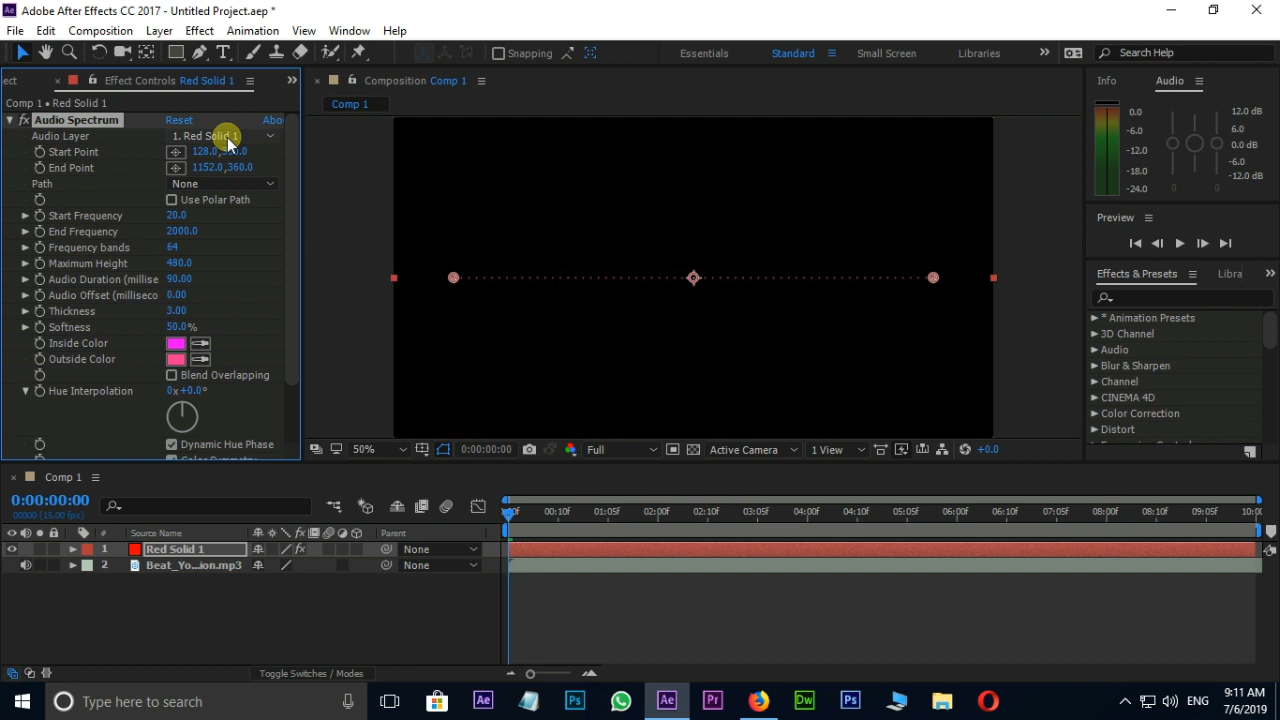 Adobe After Effects CC 2017 - Untitled Project.aep *
File Edit Composition Layer Effect Animation View Window Help
Snapping Essentials Standard Small Screen Libraries Search Help
ect Effect Controls Red Solid 1
Composition Comp 1
Info Audio
Comp 1 • Red Solid 1
Comp 1
fx Audio Spectrum Reset Abo
Audio Layer 1. Red Solid 1
Start Point 128.0,
End Point 1152.0,360.0
Path None
Use Polar Path
Start Frequency 20.0
End Frequency 2000.0
Frequency bands 64
Maximum Height 480.0
Audio Duration (millise 90.00
Audio Offset (milliseco 0.00
Thickness 3.00
Softness 50.0 %
Inside Color
Outside Color
Blend Overlapping
Hue Interpolation 0x+0.0°
Dynamic Hue Phase
0.0 12.0 dB
-6.0 6.0
-12.0 0.0 dB
-18.0 -6.0
-24.0 0 0 -12.0 dB
Preview
Effects & Presets Libra
* Animation Presets
3D Channel
Audio
Blur & Sharpen
Channel
CINEMA 4D
Color Correction
Distort
50% 0:00:00:00 Full Active Camera 1 View +0.0
Comp 1
0:00:00:00
00000 (15.00 fps)
00:10f 01:05f 02:00f 02:10f 03:05f 04:00f 04:10f 05:05f 06:00f 06:10f 07:05f 08:00f 08:10f 09:05f 10:0
# Source Name fx Parent
1 Red Solid 1 fx None
2 Beat_Yo...ion.mp3 None
Toggle Switches / Modes
Type here to search Ae Ps Ae Pr Dw Ps ENG
9:11 AM
7/6/2019